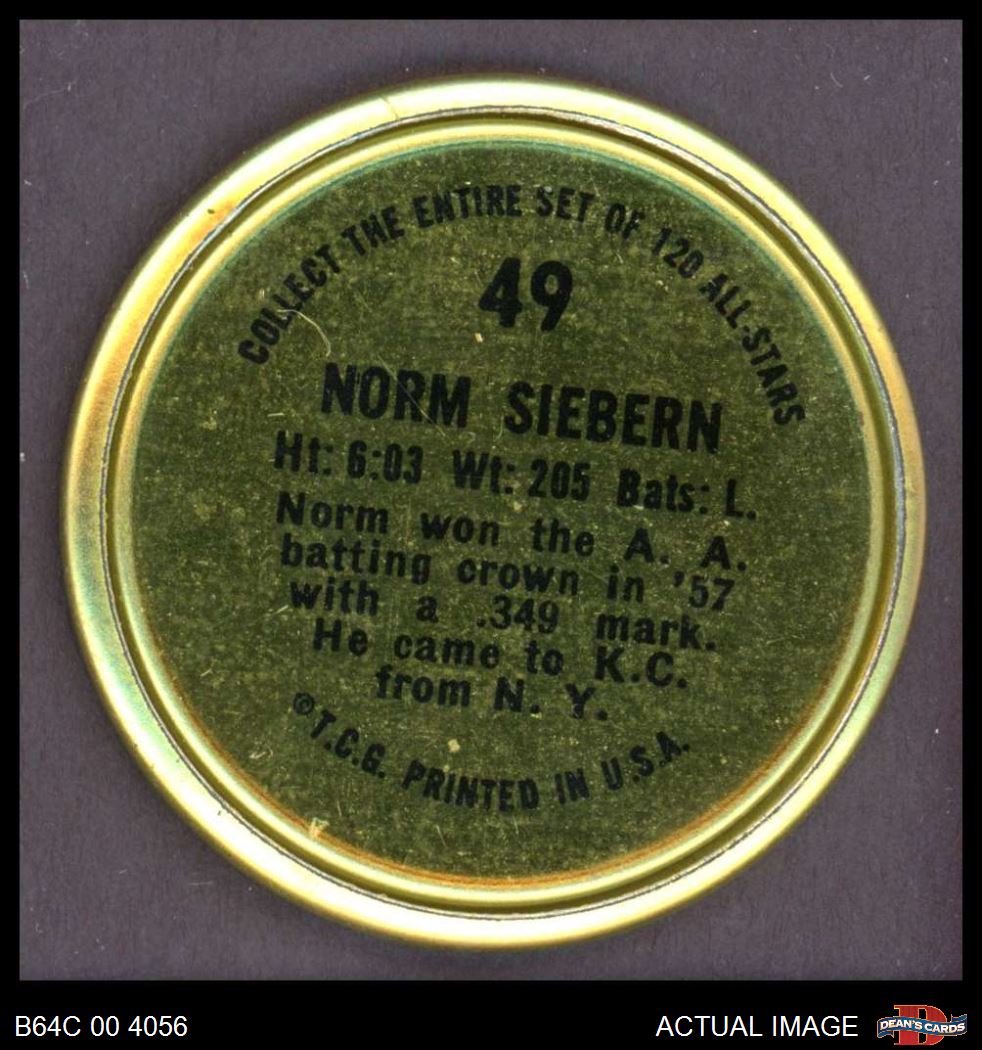 COLLECT THE ENTIRE SET OF 120 ALL-STARS
49
NORM SIEBERN
Ht: 6:03 Wt: 205 Bats: L.
Norm won the A. A.
batting crown in '57
with a .349 mark.
He came to K.C.
from N. Y.
©T.C.G. PRINTED IN U.S.A.
B64C 00 4056
ACTUAL IMAGE
D
DEAN'S CARDS